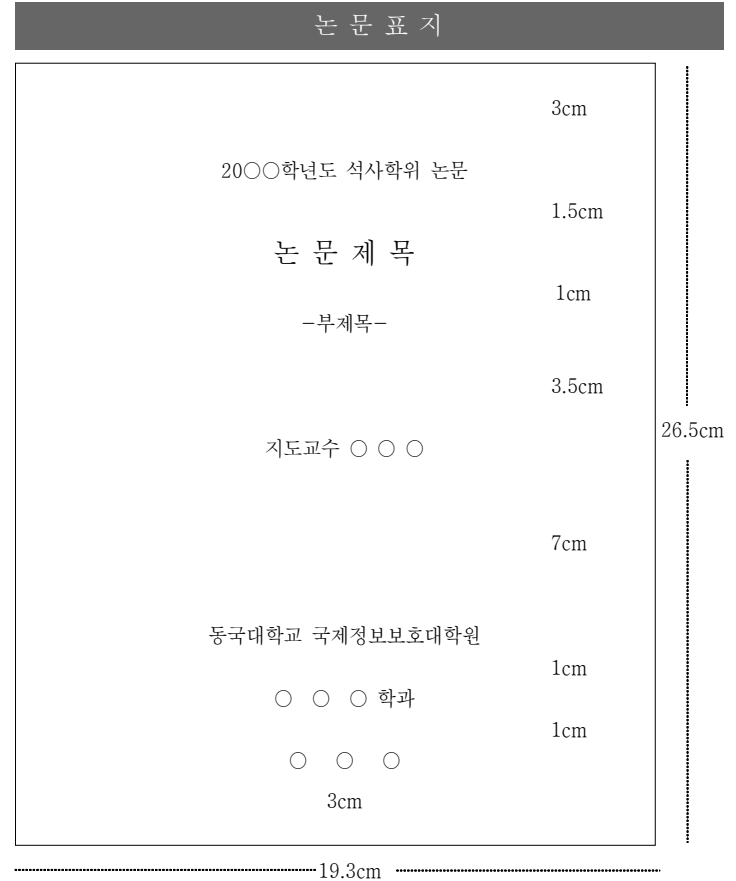 논 문 표 지
3cm
20○○학년도 석사학위 논문
1.5cm
논 문 제 목
1cm
-부제목-
3.5cm
26.5cm
지도교수 ○ ○ ○
7cm
동국대학교 국제정보보호대학원
1cm
○ ○ ○ 학과
1cm
○ ○ ○
3cm
19.3cm